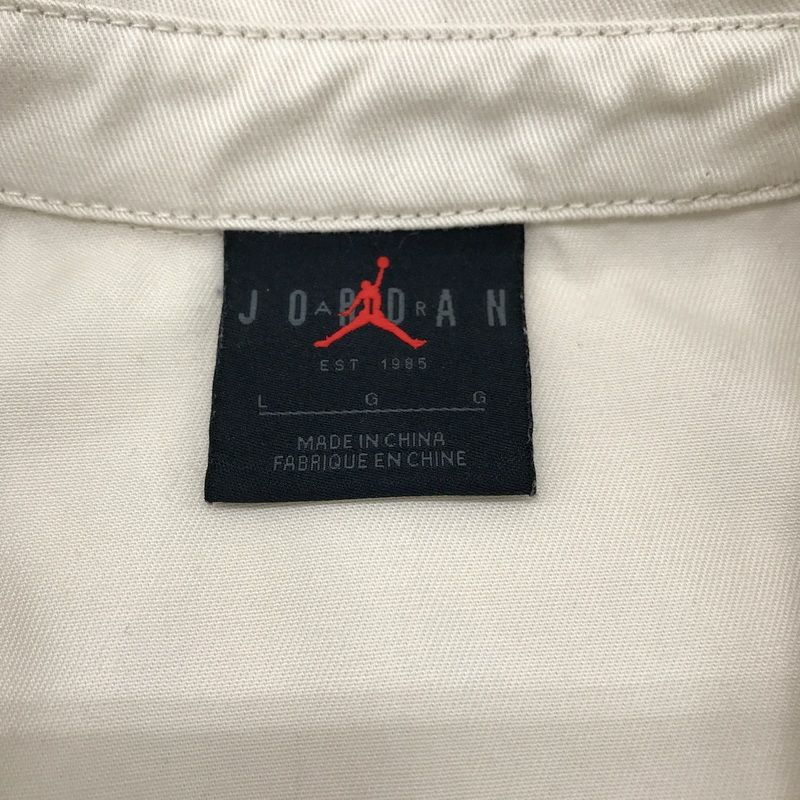 JORDAN
AIR
EST 1985
L G G
MADE IN CHINA
FABRIQUE EN CHINE